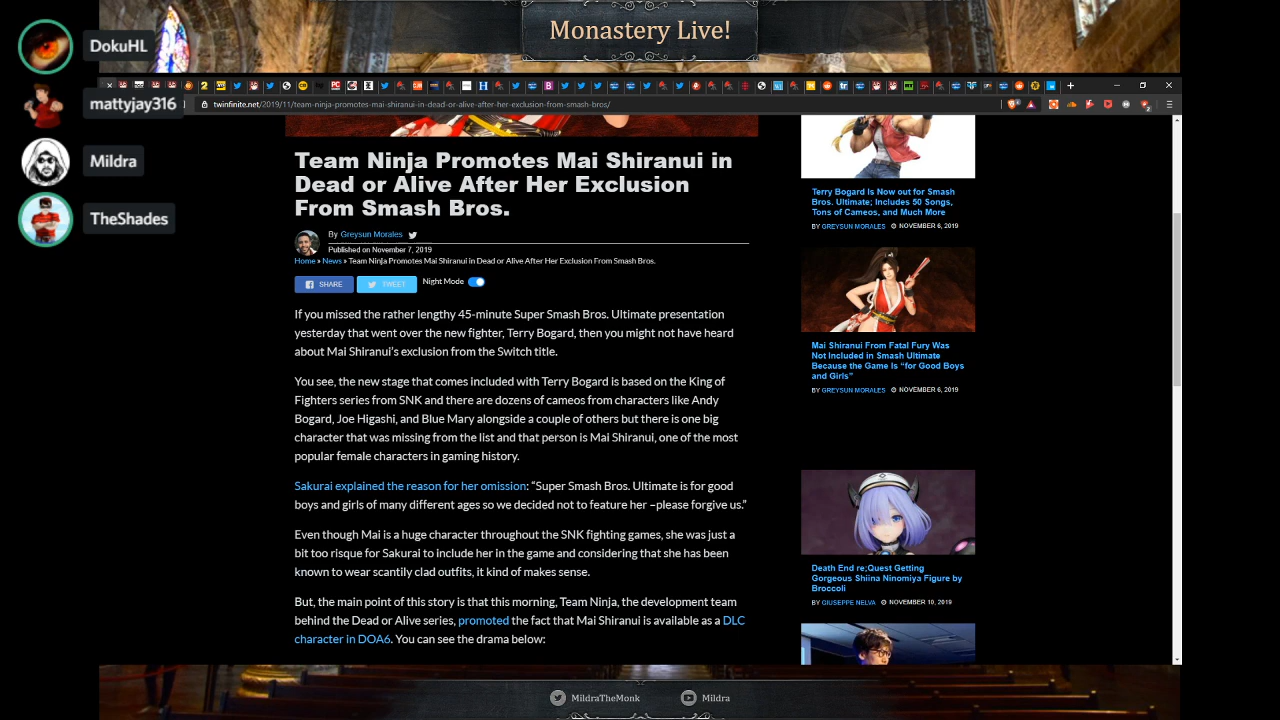 Monastery Live!
DokuHL
mattyjay316
Mildra
TheShades
twinfinite.net/2019/11/team-ninja-promotes-mai-shiranui-in-dead-or-alive-after-her-exclusion-from-smash-bros/
Team Ninja Promotes Mai Shiranui in
Dead or Alive After Her Exclusion
From Smash Bros.
By Greysun Morales
Published on November 7, 2019
Home » News » Team Ninja Promotes Mai Shiranui in Dead or Alive After Her Exclusion From Smash Bros.
SHARE
TWEET
Night Mode
If you missed the rather lengthy 45-minute Super Smash Bros. Ultimate presentation
yesterday that went over the new fighter, Terry Bogard, then you might not have heard
about Mai Shiranui's exclusion from the Switch title.
You see, the new stage that comes included with Terry Bogard is based on the King of
Fighters series from SNK and there are dozens of cameos from characters like Andy
Bogard, Joe Higashi, and Blue Mary alongside a couple of others but there is one big
character that was missing from the list and that person is Mai Shiranui, one of the most
popular female characters in gaming history.
Sakurai explained the reason for her omission: “Super Smash Bros. Ultimate is for good
boys and girls of many different ages so we decided not to feature her –please forgive us.”
Even though Mai is a huge character throughout the SNK fighting games, she was just a
bit too risque for Sakurai to include her in the game and considering that she has been
known to wear scantily clad outfits, it kind of makes sense.
But, the main point of this story is that this morning, Team Ninja, the development team
behind the Dead or Alive series, promoted the fact that Mai Shiranui is available as a DLC
character in DOA6. You can see the drama below:
Terry Bogard Is Now out for Smash
Bros. Ultimate; Includes 50 Songs,
Tons of Cameos, and Much More
BY GREYSUN MORALES NOVEMBER 6, 2019
Mai Shiranui From Fatal Fury Was
Not Included in Smash Ultimate
Because the Game Is “for Good Boys
and Girls”
BY GREYSUN MORALES NOVEMBER 6, 2019
Death End re;Quest Getting
Gorgeous Shiina Ninomiya Figure by
Broccoli
BY GIUSEPPE NELVA NOVEMBER 10, 2019
MildraTheMonk
Mildra